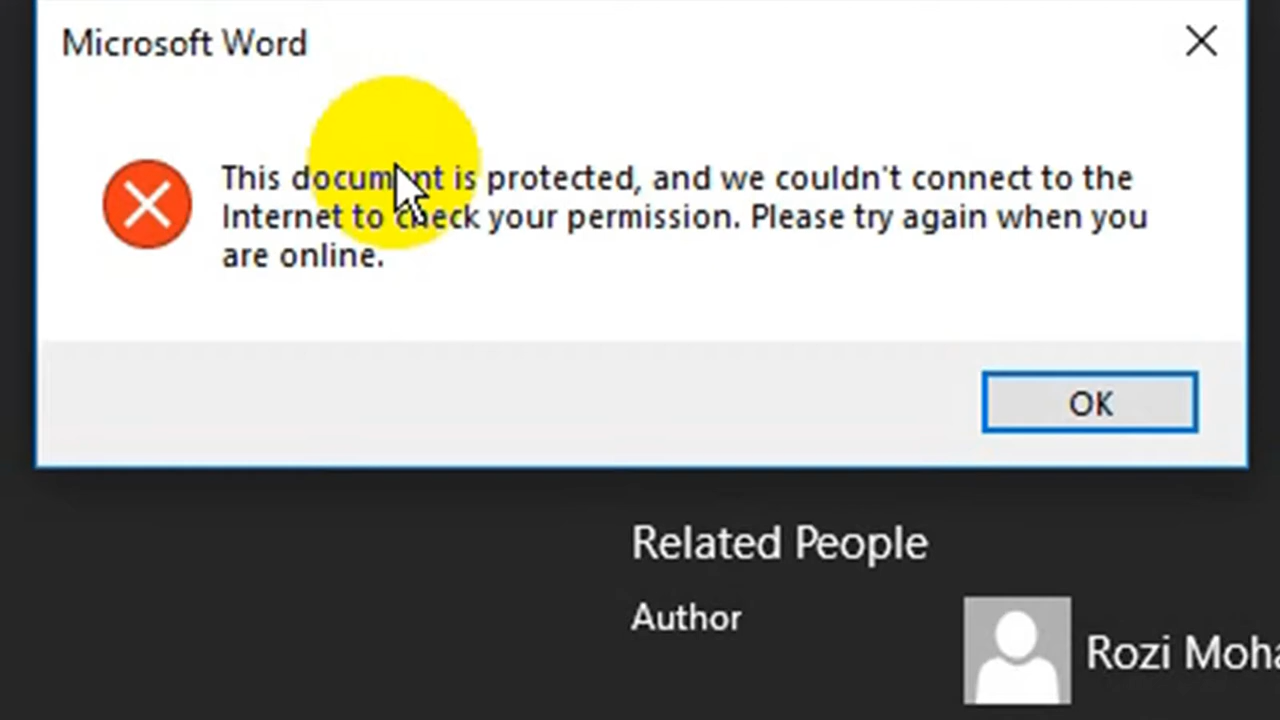 Microsoft Word
This document is protected, and we couldn't connect to the
Internet to check your permission. Please try again when you
are online.
OK
Related People
Author
Rozi Moha